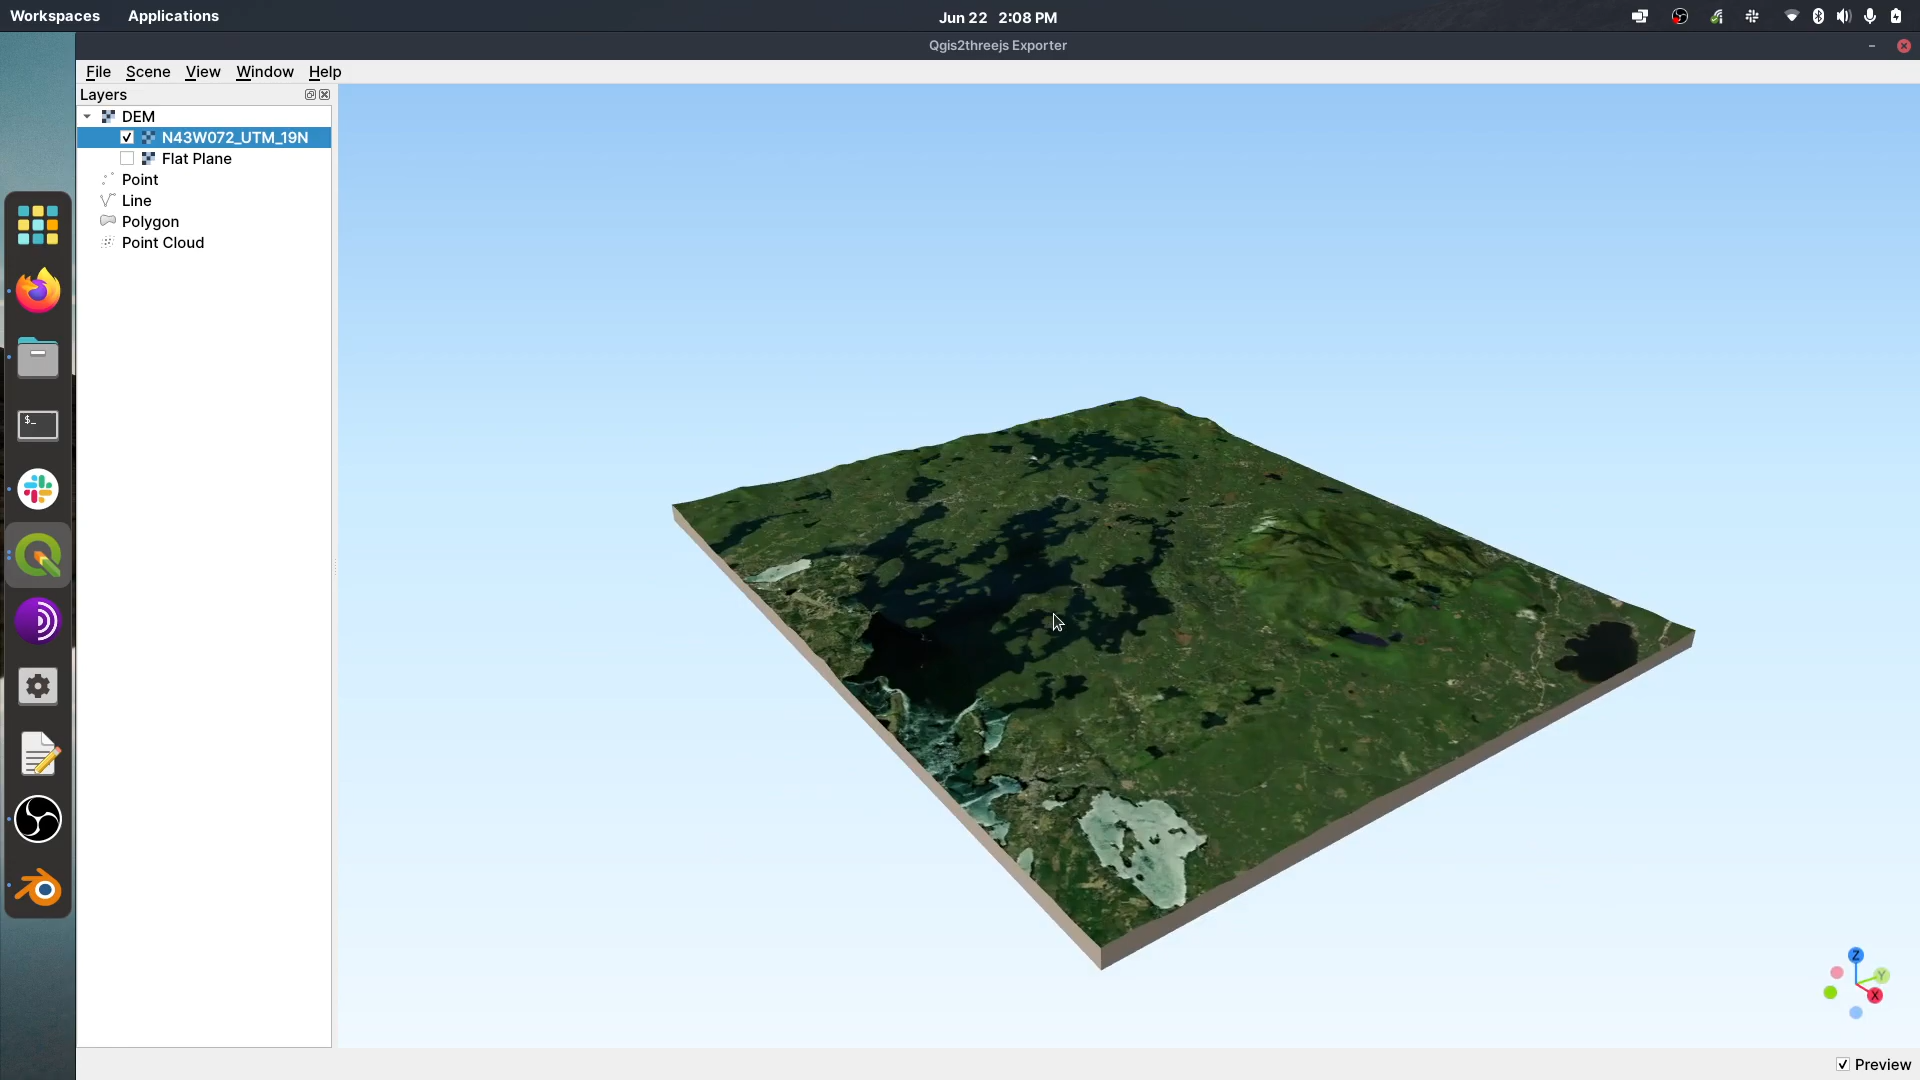 Workspaces Applications Jun 22 2:08 PM
Qgis2threejs Exporter
File Scene View Window Help
Layers
DEM
N43W072_UTM_19N
Flat Plane
Point
Line
Polygon
Point Cloud
$_
Z
Y
X
Preview